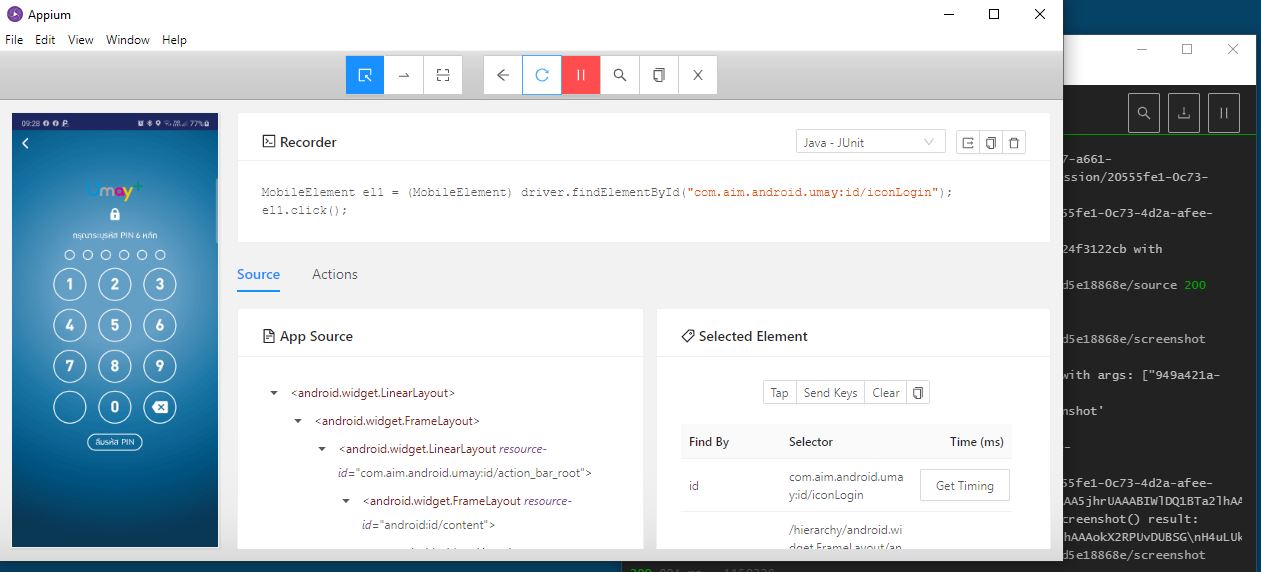 Appium
File Edit View Window Help
09:28
77%
umay+
กรุณาระบุรหัส PIN 6 หลัก
1 2 3
4 5 6
7 8 9
0
ลืมรหัส PIN
Recorder
Java - JUnit
MobileElement el1 = (MobileElement) driver.findElementById("com.aim.android.umay:id/iconLogin");
el1.click();
Source Actions
App Source
<android.widget.LinearLayout>
<android.widget.FrameLayout>
<android.widget.LinearLayout resource-
id="com.aim.android.umay:id/action_bar_root">
<android.widget.FrameLayout resource-
id="android:id/content">
Selected Element
Tap Send Keys Clear
Find By Selector Time (ms)
id com.aim.android.uma Get Timing
y:id/iconLogin
/hierarchy/android.wi
dget.FrameLayout/an
7-a661-
ession/20555fe1-0c73-
55fe1-0c73-4d2a-afee-
24f3122cb with
d5e18868e/source 200
d5e18868e/screenshot
with args: ["949a421a-
nshot'
55fe1-0c73-4d2a-afee-
creenshot() result:
d5e18868e/screenshot